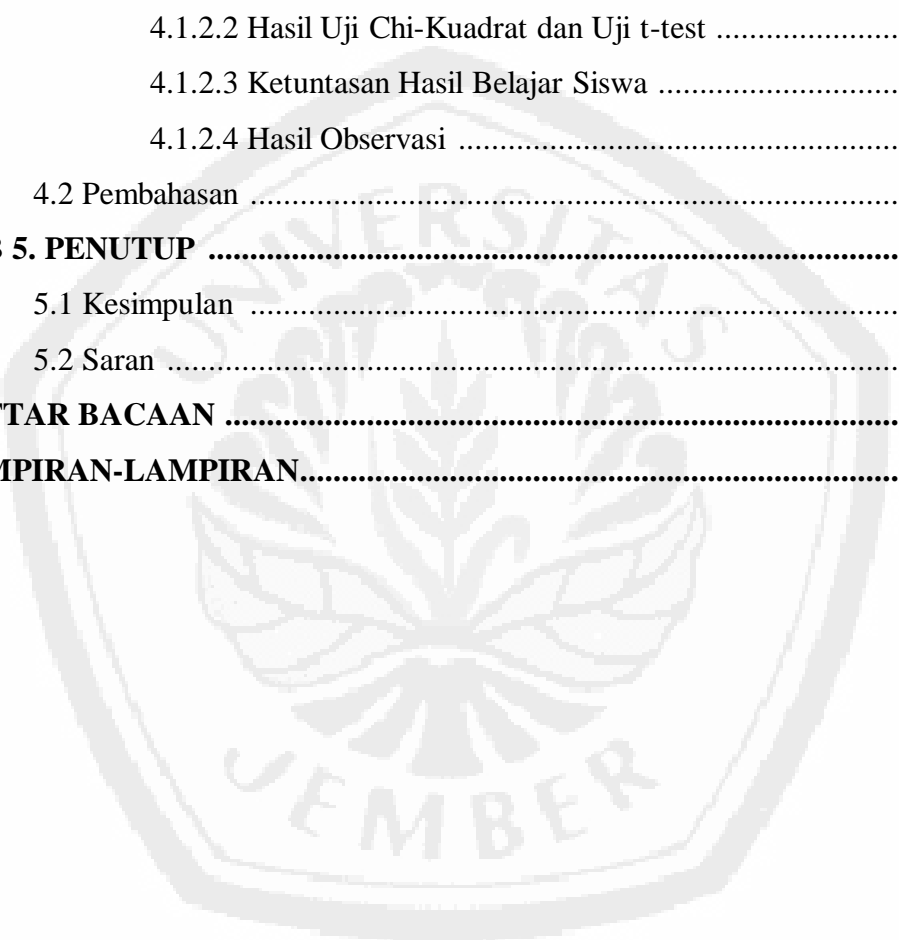 4.1.2.2 Hasil Uji Chi-Kuadrat dan Uji t-test ......................
4.1.2.3 Ketuntasan Hasil Belajar Siswa .............................
4.1.2.4 Hasil Observasi .....................................................
4.2 Pembahasan ..............................................................................
5. PENUTUP ...................................................................................
5.1 Kesimpulan ..............................................................................
5.2 Saran ........................................................................................
TAR BACAAN .................................................................................
MPIRAN-LAMPIRAN........................................................................
UNIVERSITAS
JEMBER